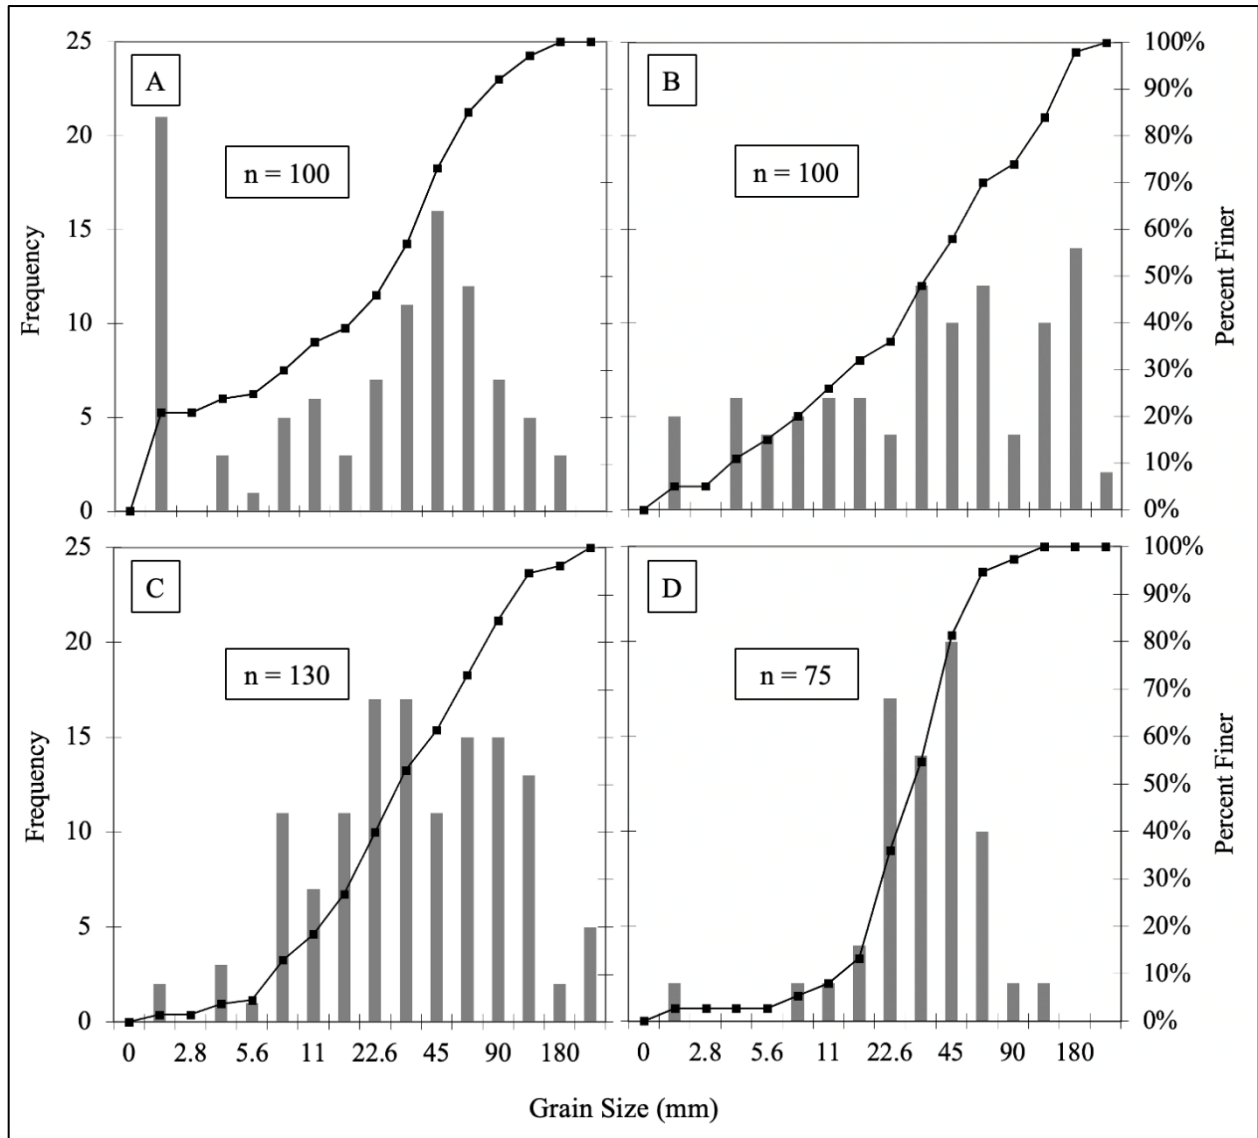 25
20
15
10
5
0
Frequency
A
n = 100
B
n = 100
100%
90%
80%
70%
60%
50%
40%
30%
20%
10%
0%
Percent Finer
25
20
15
10
5
0
Frequency
C
n = 130
D
n = 75
100%
90%
80%
70%
60%
50%
40%
30%
20%
10%
0%
Percent Finer
0 2.8 5.6 11 22.6 45 90 180
0 2.8 5.6 11 22.6 45 90 180
Grain Size (mm)